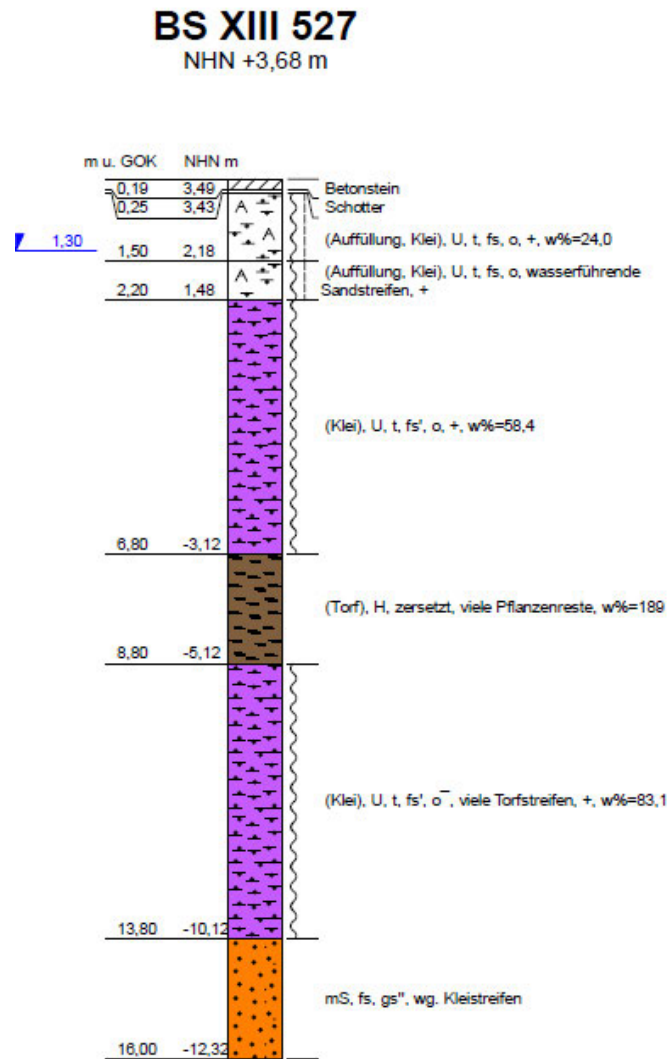 BS XIII 527
NHN +3,68 m
m u. GOK NHN m
0,19 3,49 Betonstein
0,25 3,43 Schotter
1,30
(Auffüllung, Klei), U, t, fs, o, +, w%=24,0
1,50 2,18
(Auffüllung, Klei), U, t, fs, o, wasserführende
Sandstreifen, +
2,20 1,48
(Klei), U, t, fs', o, +, w%=58,4
6,80 -3,12
(Torf), H, zersetzt, viele Pflanzenreste, w%=189
8,80 -5,12
(Klei), U, t, fs', o¯, viele Torfstreifen, +, w%=83,1
13,80 -10,12
mS, fs, gs", wg. Kleistreifen
16,00 -12,32